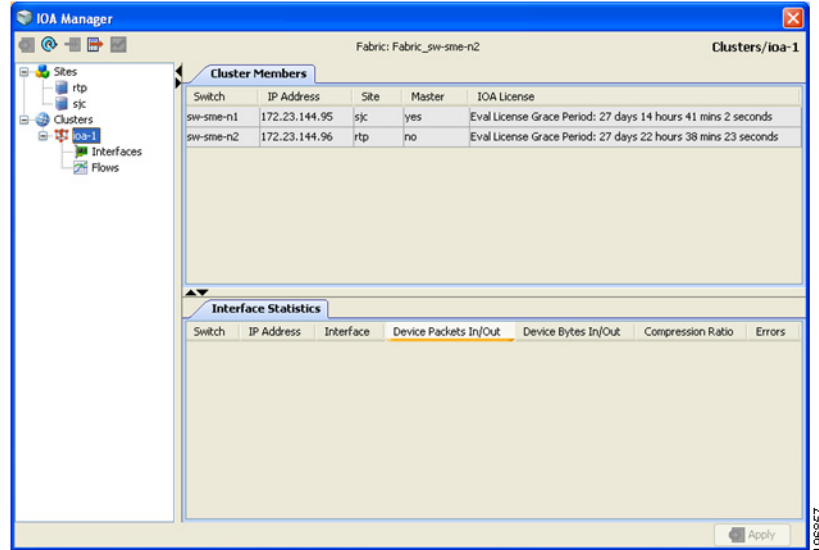 IOA Manager
Fabric: Fabric_sw-sme-n2
Clusters/ioa-1
Sites
rtp
sjc
Clusters
ioa-1
Interfaces
Flows
Cluster Members
Switch IP Address Site Master IOA License
sw-sme-n1 172.23.144.95 sjc yes Eval License Grace Period: 27 days 14 hours 41 mins 2 seconds
sw-sme-n2 172.23.144.96 rtp no Eval License Grace Period: 27 days 22 hours 38 mins 23 seconds
Interface Statistics
Switch IP Address Interface Device Packets In/Out Device Bytes In/Out Compression Ratio Errors
Apply
196857